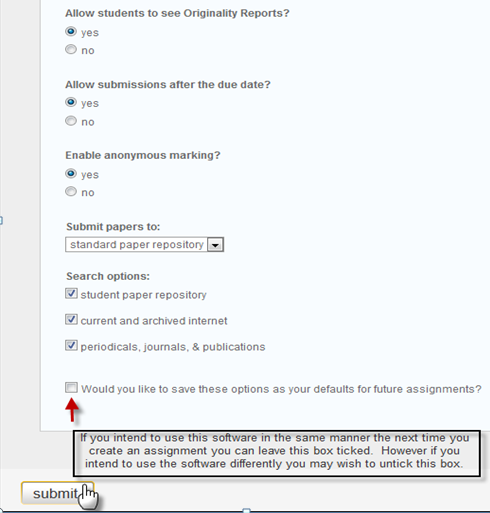 Allow students to see Originality Reports?
yes
no
Allow submissions after the due date?
yes
no
Enable anonymous marking?
yes
no
Submit papers to:
standard paper repository
Search options:
student paper repository
current and archived internet
periodicals, journals, & publications
Would you like to save these options as your defaults for future assignments?
If you intend to use this software in the same manner the next time you
create an assignment you can leave this box ticked.  However if you
intend to use the software differently you may wish to untick this box.
submit